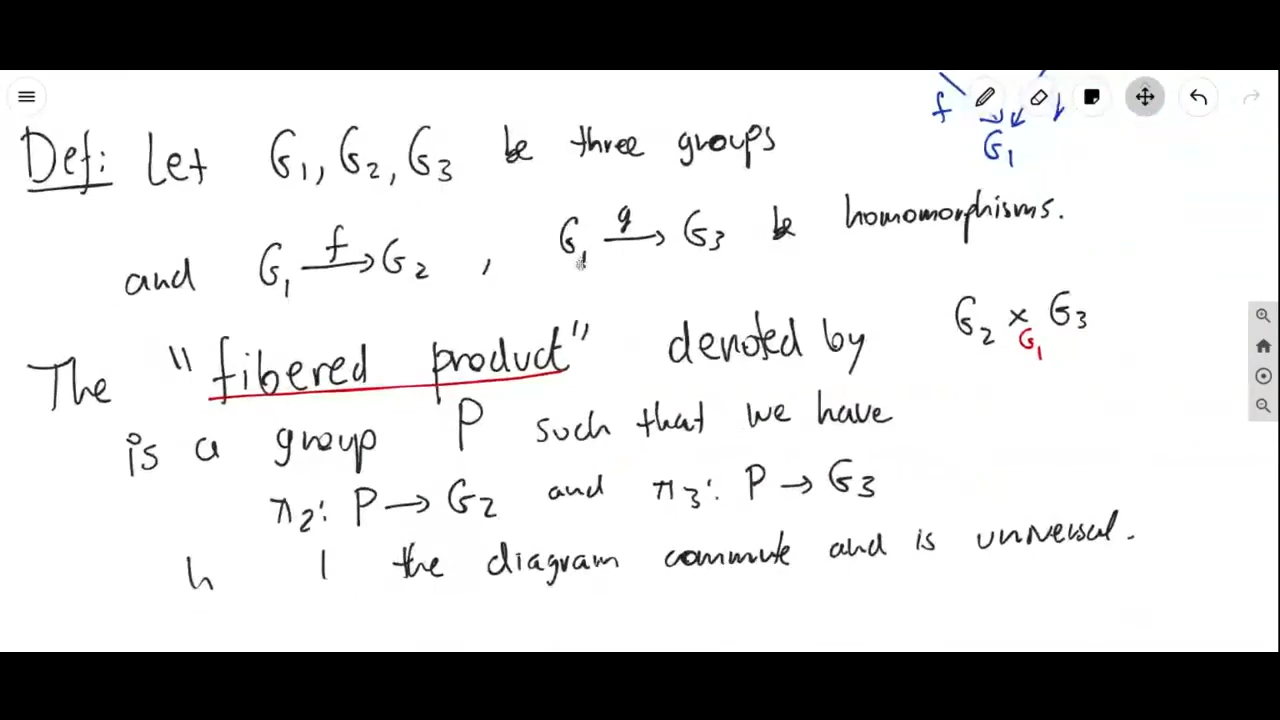 f
G₁
Def: Let G₁, G₂, G₃ be three groups
and G₁ —f→ G₂ , G₁ —g→ G₃ be homomorphisms.
The "fibered product" denoted by G₂ ×_G₁ G₃
is a group P such that we have
π₂: P → G₂ and π₃: P → G₃
the diagram commute and is universal.